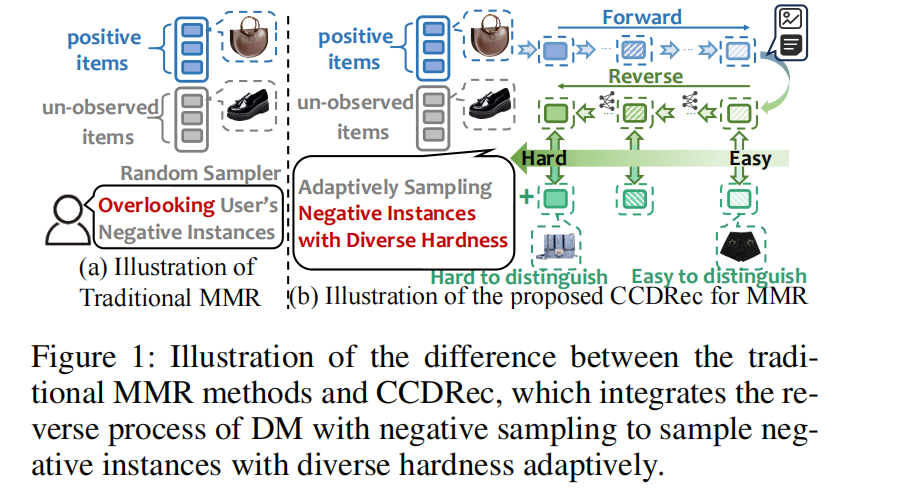 positive
items
un-observed
items
Random Sampler
Overlooking User's
Negative Instances
(a) Illustration of
Traditional MMR
positive
items
un-observed
items
Forward
Reverse
Hard
Easy
Adaptively Sampling
Negative Instances
with Diverse Hardness
+
Hard to distinguish
Easy to distinguish
(b) Illustration of the proposed CCDRec for MMR
Figure 1: Illustration of the difference between the tradi-
tional MMR methods and CCDRec, which integrates the re-
verse process of DM with negative sampling to sample neg-
ative instances with diverse hardness adaptively.